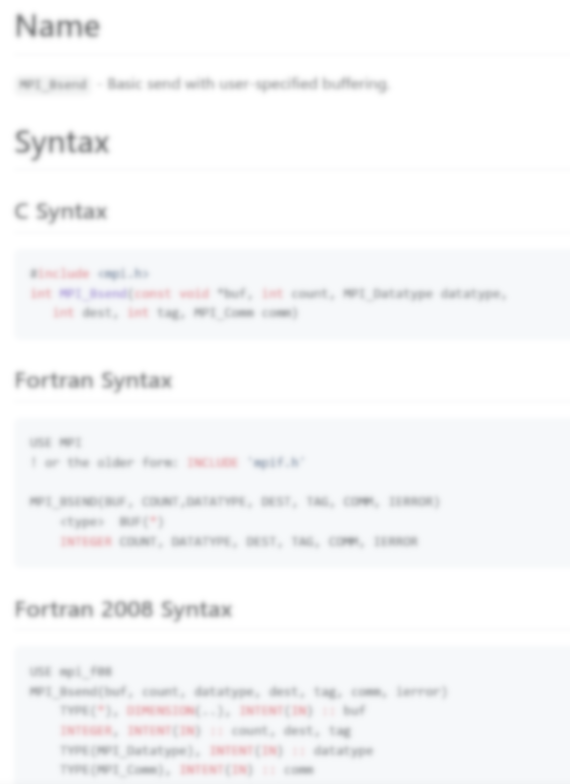 Name
MPI_Bsend - Basic send with user-specified buffering.
Syntax
C Syntax
#include <mpi.h>
int MPI_Bsend(const void *buf, int count, MPI_Datatype datatype,
int dest, int tag, MPI_Comm comm)
Fortran Syntax
USE MPI
! or the older form: INCLUDE 'mpif.h'
MPI_BSEND(BUF, COUNT,DATATYPE, DEST, TAG, COMM, IERROR)
<type> BUF(*)
INTEGER COUNT, DATATYPE, DEST, TAG, COMM, IERROR
Fortran 2008 Syntax
USE mpi_f08
MPI_Bsend(buf, count, datatype, dest, tag, comm, ierror)
TYPE(*), DIMENSION(..), INTENT(IN) :: buf
INTEGER, INTENT(IN) :: count, dest, tag
TYPE(MPI_Datatype), INTENT(IN) :: datatype
TYPE(MPI_Comm), INTENT(IN) :: comm